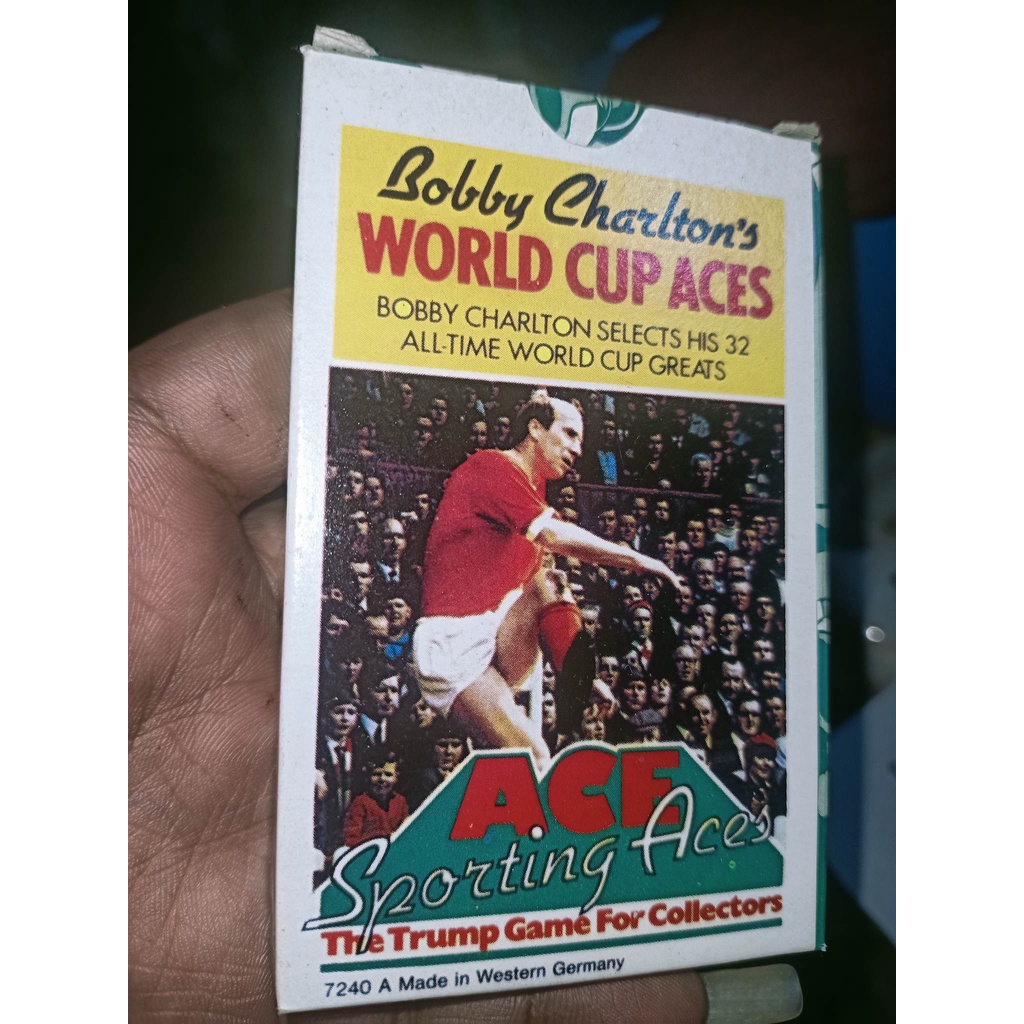 Bobby Charlton's
WORLD CUP ACES
BOBBY CHARLTON SELECTS HIS 32
ALL-TIME WORLD CUP GREATS
ACE
Sporting Aces
The Trump Game For Collectors
7240 A Made in Western Germany